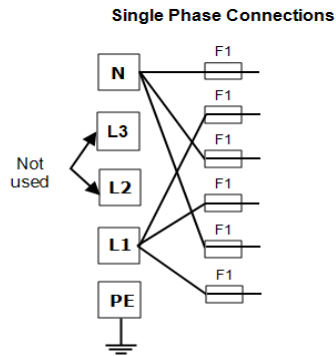 Single Phase Connections
F1
N
F1
L3
F1
Not
used
L2
F1
F1
L1
F1
PE